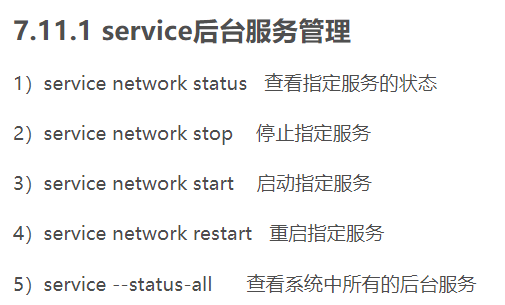 7.11.1 service后台服务管理
1）service network status 查看指定服务的状态
2）service network stop 停止指定服务
3）service network start 启动指定服务
4）service network restart 重启指定服务
5）service --status-all 查看系统中所有的后台服务